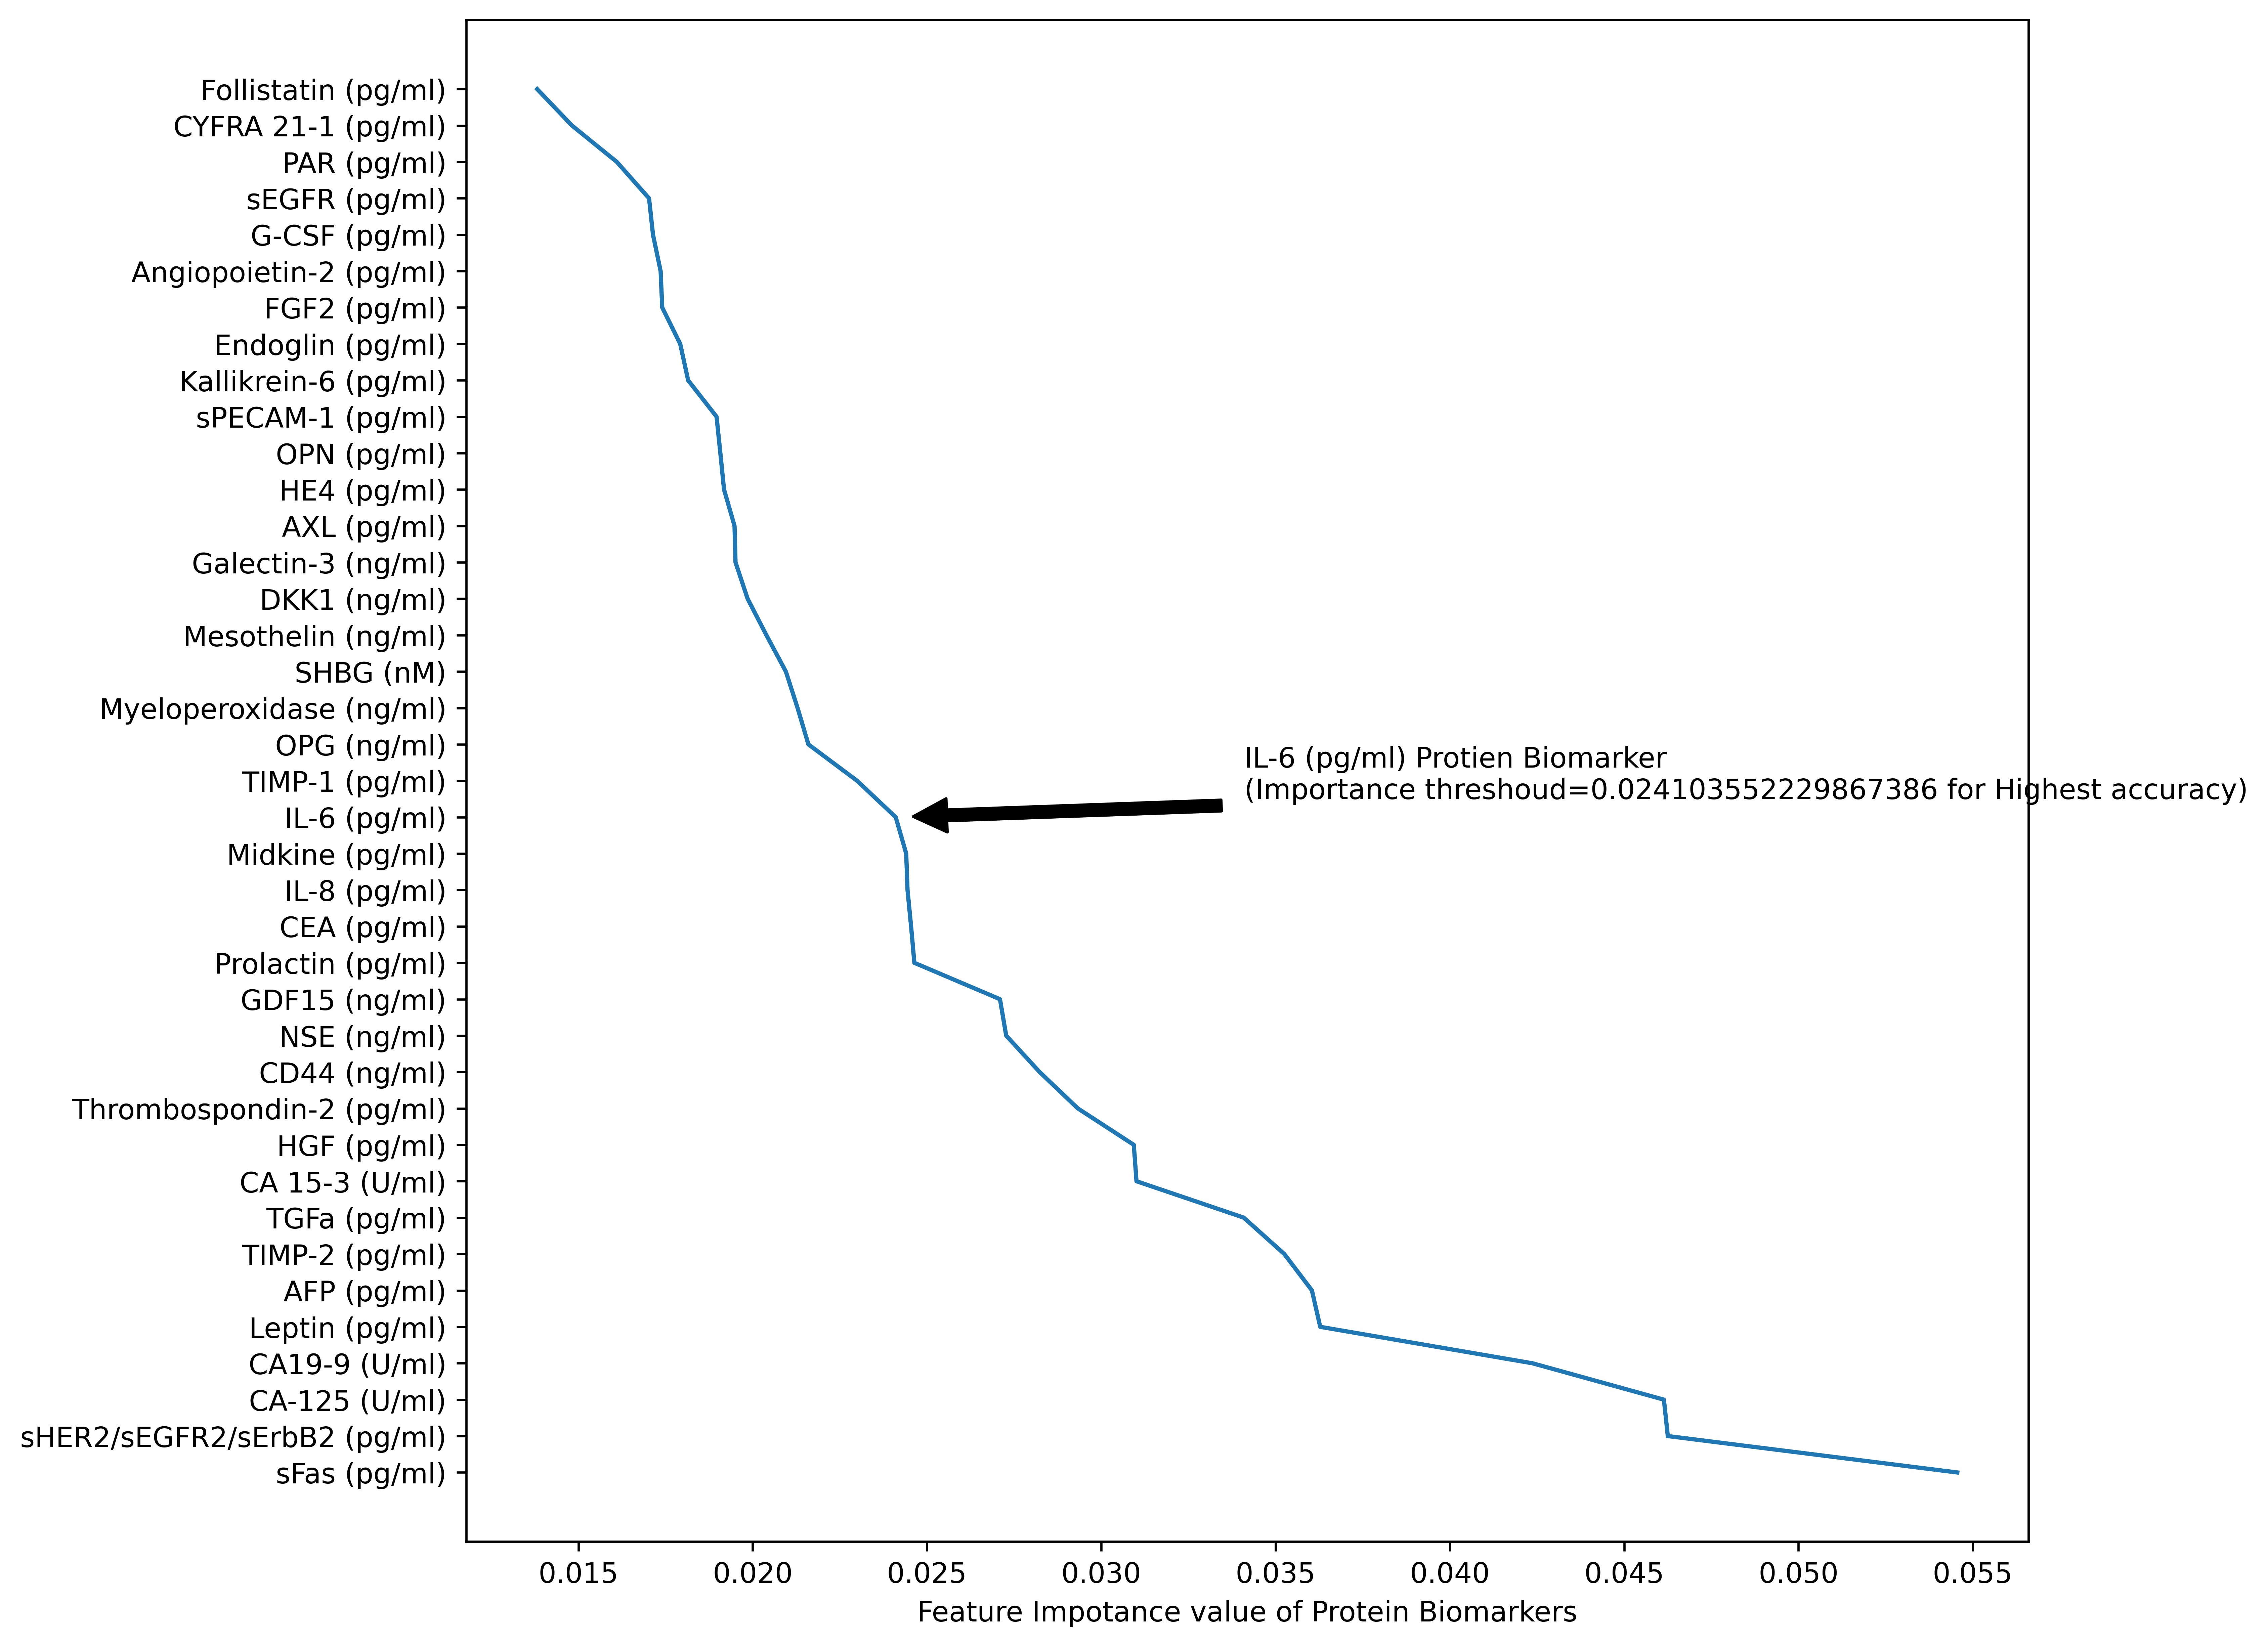 Follistatin (pg/ml)
CYFRA 21-1 (pg/ml)
PAR (pg/ml)
sEGFR (pg/ml)
G-CSF (pg/ml)
Angiopoietin-2 (pg/ml)
FGF2 (pg/ml)
Endoglin (pg/ml)
Kallikrein-6 (pg/ml)
sPECAM-1 (pg/ml)
OPN (pg/ml)
HE4 (pg/ml)
AXL (pg/ml)
Galectin-3 (ng/ml)
DKK1 (ng/ml)
Mesothelin (ng/ml)
SHBG (nM)
Myeloperoxidase (ng/ml)
OPG (ng/ml)
TIMP-1 (pg/ml)
IL-6 (pg/ml)
Midkine (pg/ml)
IL-8 (pg/ml)
CEA (pg/ml)
Prolactin (pg/ml)
GDF15 (ng/ml)
NSE (ng/ml)
CD44 (ng/ml)
Thrombospondin-2 (pg/ml)
HGF (pg/ml)
CA 15-3 (U/ml)
TGFa (pg/ml)
TIMP-2 (pg/ml)
AFP (pg/ml)
Leptin (pg/ml)
CA19-9 (U/ml)
CA-125 (U/ml)
sHER2/sEGFR2/sErbB2 (pg/ml)
sFas (pg/ml)
IL-6 (pg/ml) Protien Biomarker
(Importance threshoud=0.024103552229867386 for Highest accuracy)
0.015 0.020 0.025 0.030 0.035 0.040 0.045 0.050 0.055
Feature Impotance value of Protein Biomarkers